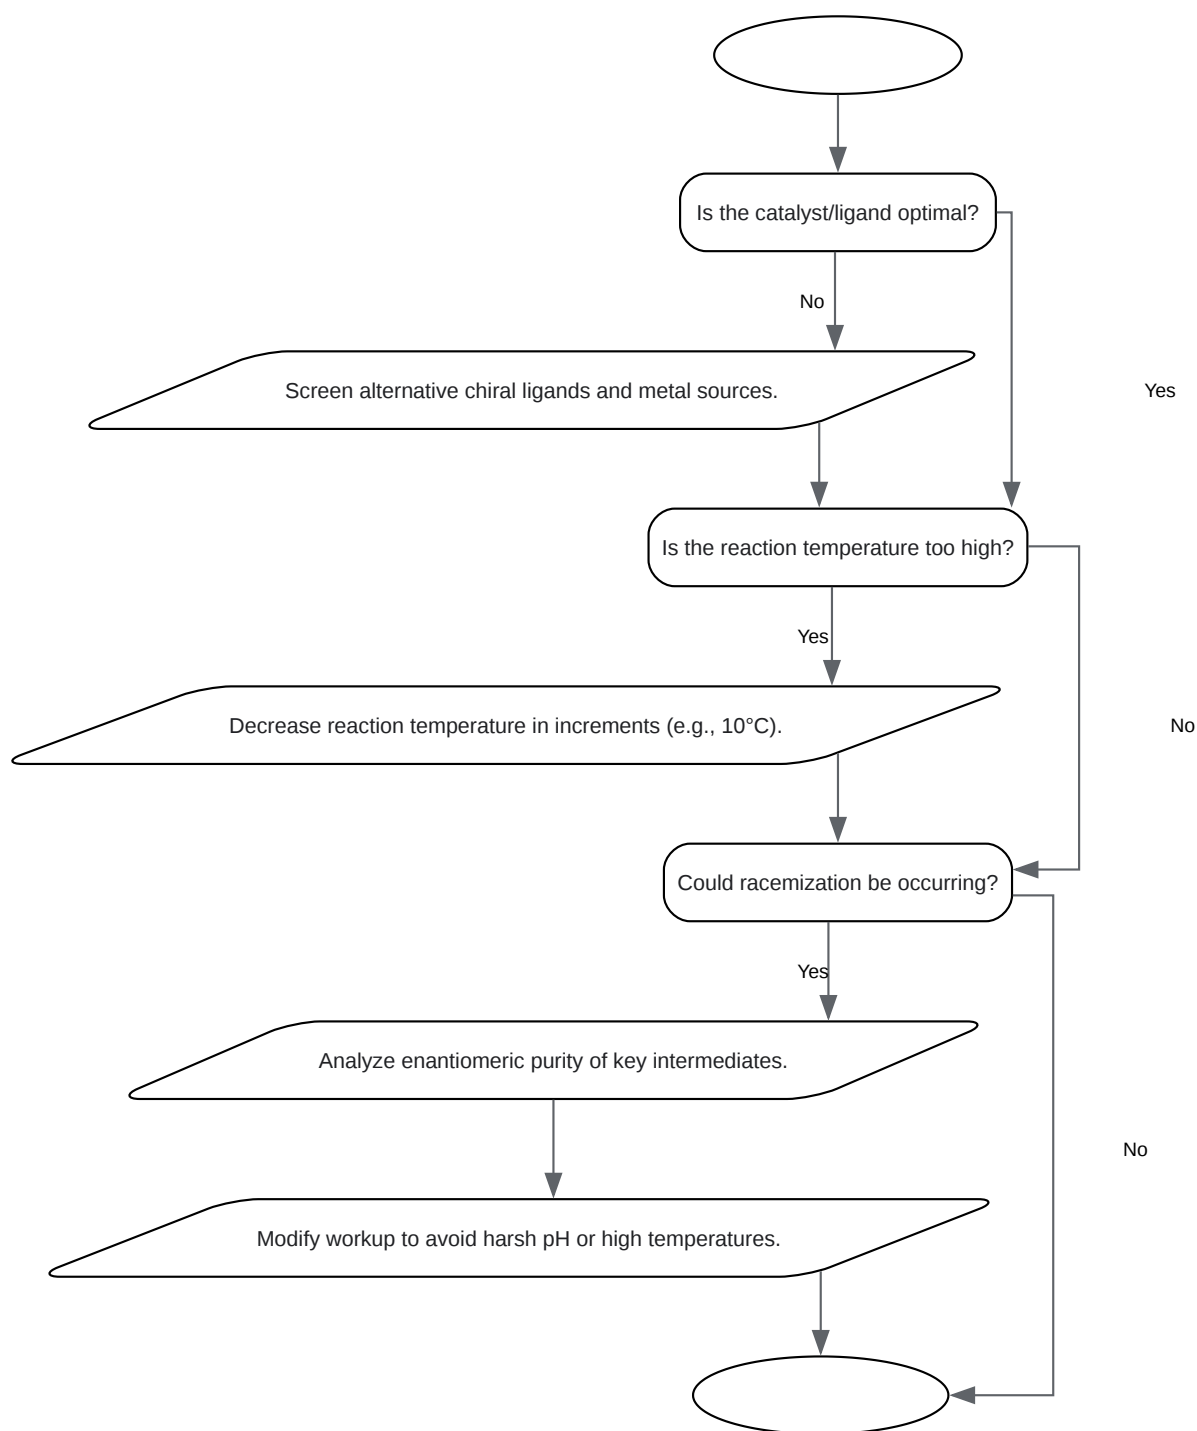 Is the catalyst/ligand optimal?
No
Screen alternative chiral ligands and metal sources.
Yes
Is the reaction temperature too high?
Yes
Decrease reaction temperature in increments (e.g., 10°C).
No
Could racemization be occurring?
Yes
Analyze enantiomeric purity of key intermediates.
No
Modify workup to avoid harsh pH or high temperatures.